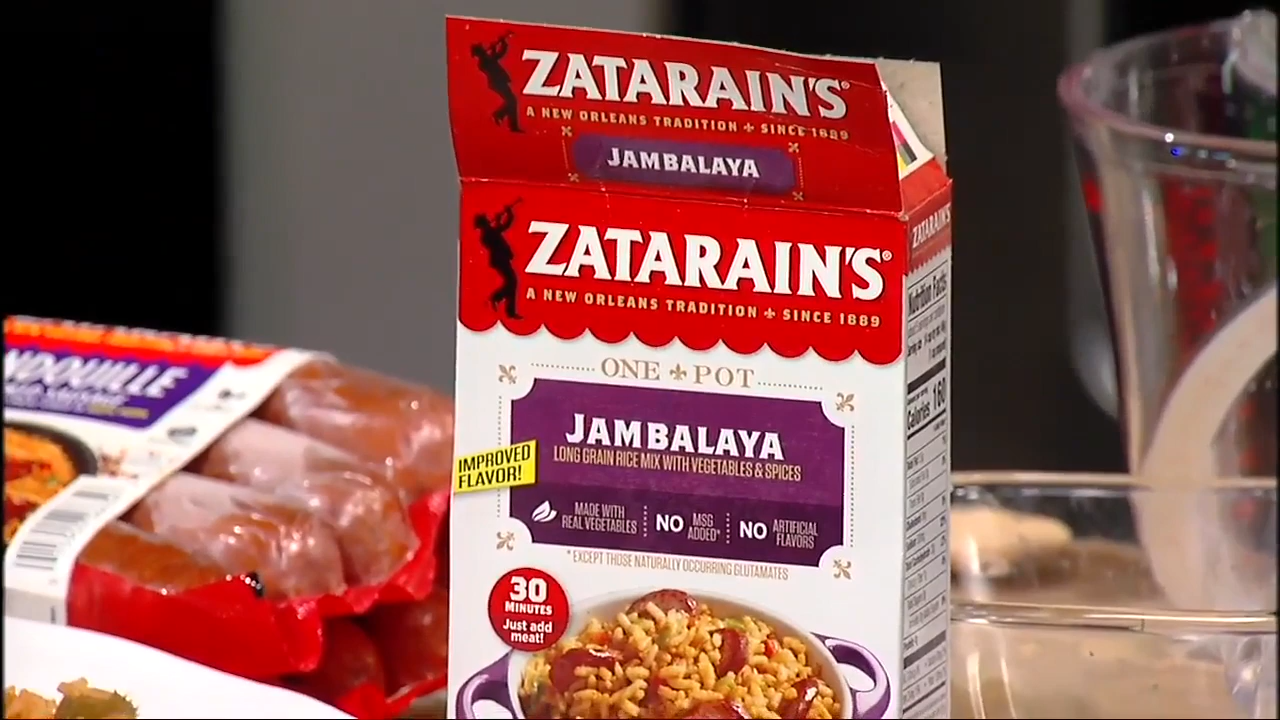 ZATARAIN'S®
A NEW ORLEANS TRADITION ⚜ SINCE 1889
JAMBALAYA
ZATARAIN'S®
A NEW ORLEANS TRADITION ⚜ SINCE 1889
ONE ⚜ POT
JAMBALAYA
LONG GRAIN RICE MIX WITH VEGETABLES & SPICES
IMPROVED
FLAVOR!
MADE WITH
REAL VEGETABLES
NO MSG
ADDED*
NO ARTIFICIAL
FLAVORS
*EXCEPT THOSE NATURALLY OCCURRING GLUTAMATES
30
MINUTES
Just add
meat!
ZATARAIN'S
Nutrition Facts
Calories 160
NDOUILLE